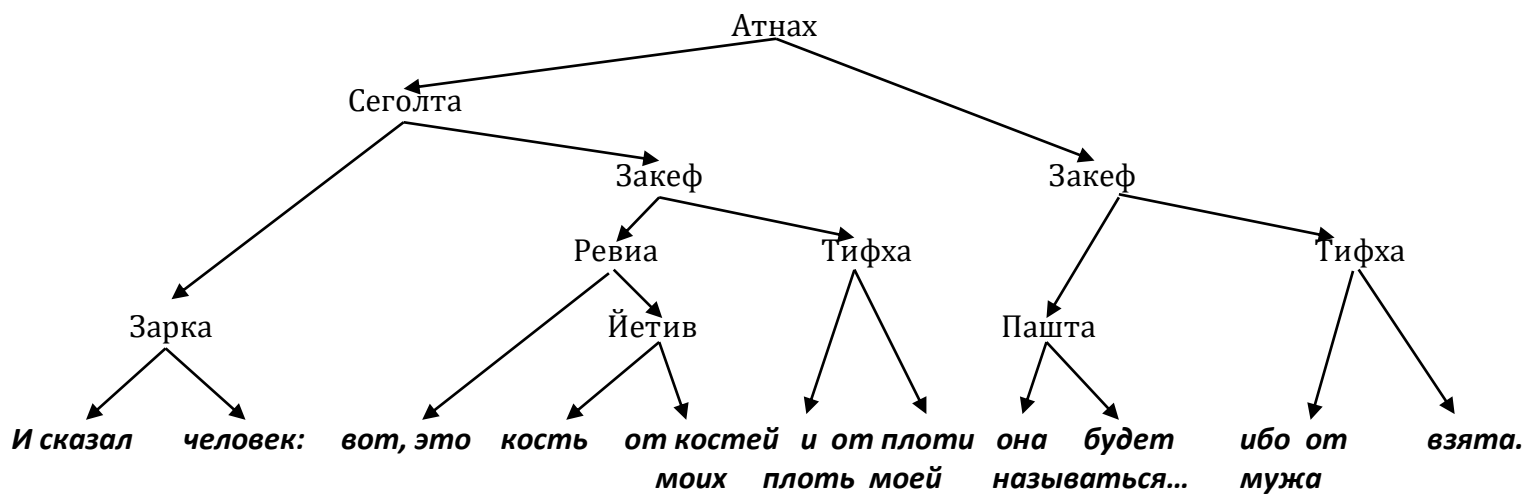 Атнах
Сеголта
Закеф Закеф
Ревиа Тифха Тифха
Зарка Йетив Пашта
И сказал человек: вот, это кость от костей и от плоти она будет ибо от взята.
моих плоть моей называться... мужа